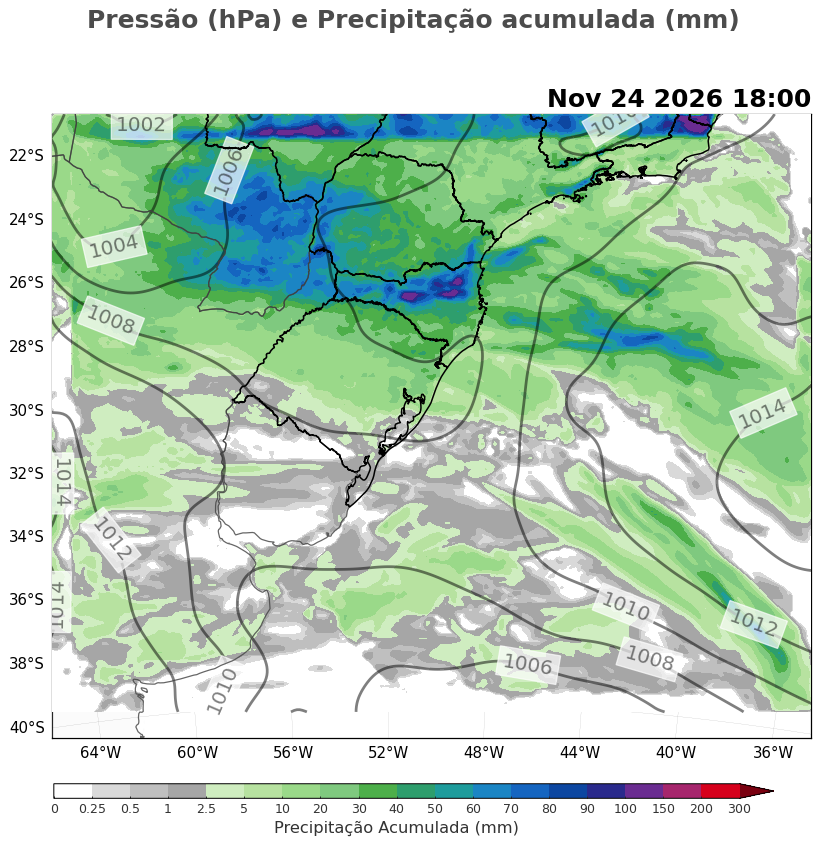 Pressão (hPa) e Precipitação acumulada (mm)
Nov 24 2026 18:00
1002
1010
1006
1004
1008
1014
1014
1012
1014
1010
1012
1006
1008
1010
22°S
24°S
26°S
28°S
30°S
32°S
34°S
36°S
38°S
40°S
64°W 60°W 56°W 52°W 48°W 44°W 40°W 36°W
0 0.25 0.5 1 2.5 5 10 20 30 40 50 60 70 80 90 100 150 200 300
Precipitação Acumulada (mm)